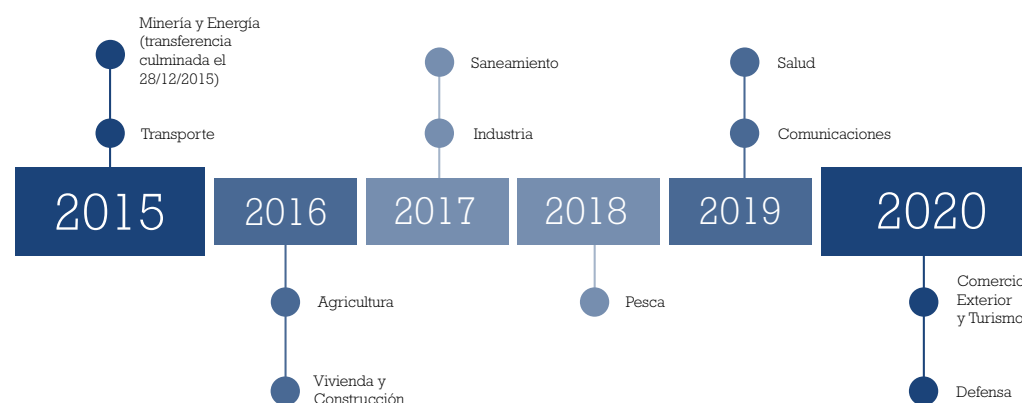 Minería y Energía
(transferencia
culminada el
28/12/2015)
Transporte
Saneamiento
Industria
Salud
Comunicaciones
2015
2016
2017
2018
2019
2020
Agricultura
Vivienda y
Construcción
Pesca
Comercio
Exterior
y Turismo
Defensa